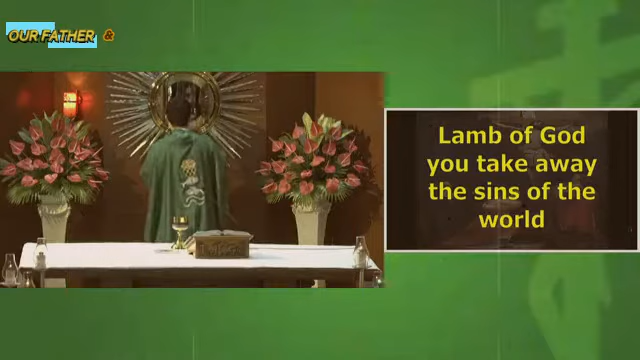 OUR FATHER &
Lamb of God
you take away
the sins of the
world